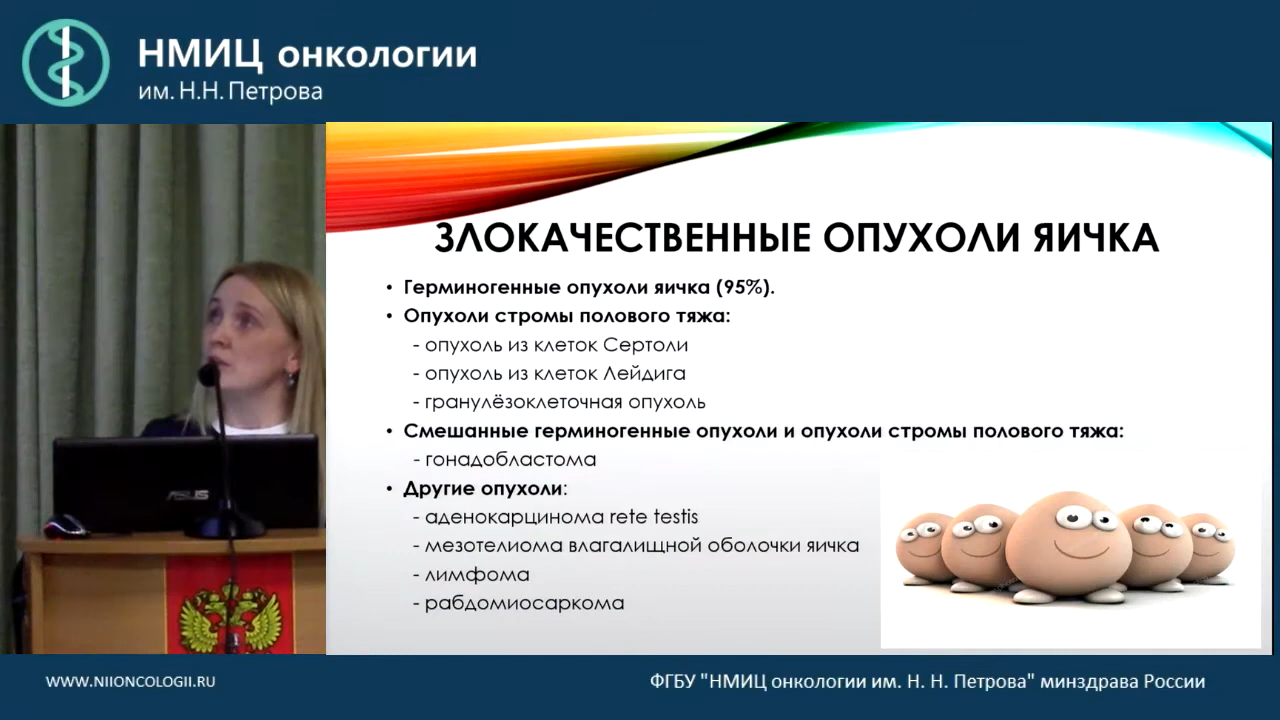 НМИЦ онкологии
им. Н.Н. Петрова
ЗЛОКАЧЕСТВЕННЫЕ ОПУХОЛИ ЯИЧКА
• Герминогенные опухоли яичка (95%).
• Опухоли стромы полового тяжа:
- опухоль из клеток Сертоли
- опухоль из клеток Лейдига
- гранулёзоклеточная опухоль
• Смешанные герминогенные опухоли и опухоли стромы полового тяжа:
- гонадобластома
• Другие опухоли:
- аденокарцинома rete testis
- мезотелиома влагалищной оболочки яичка
- лимфома
- рабдомиосаркома
ASUS
WWW.NIIONCOLOGII.RU
ФГБУ "НМИЦ онкологии им. Н. Н. Петрова" минздрава России